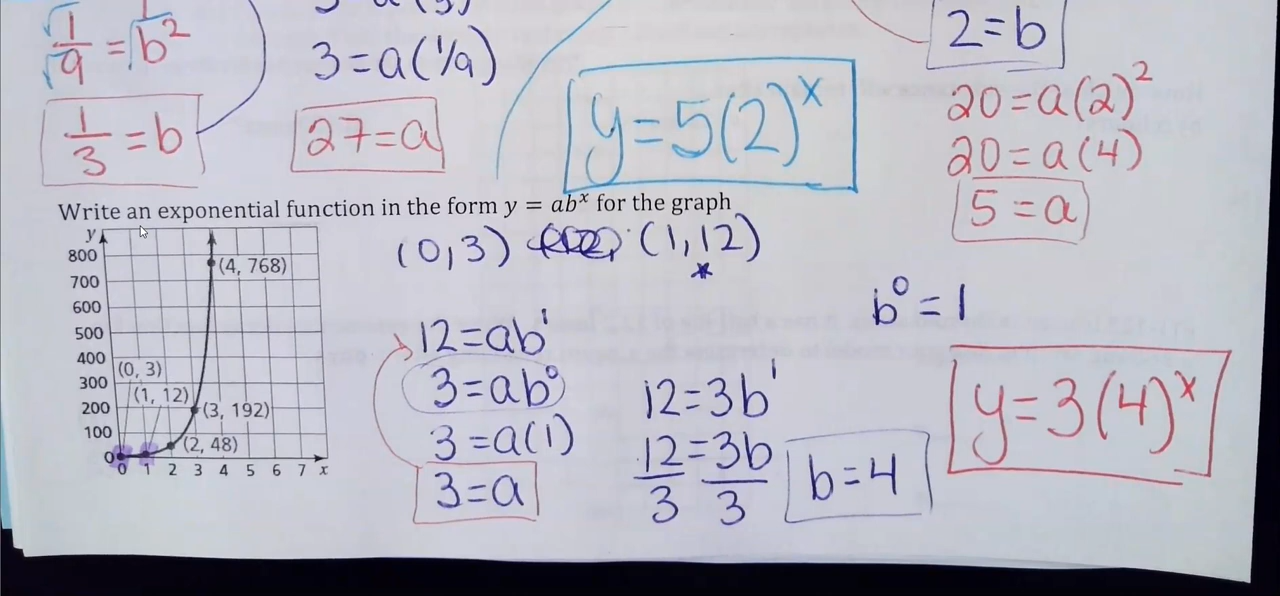 1/9 = b²
3 = a(1/9)
1/3 = b
27 = a
y = 5(2)ˣ
2 = b
20 = a(2)²
20 = a(4)
5 = a
Write an exponential function in the form y = abˣ for the graph
y
800
700
600
500
400
300
200
100
0
0 1 2 3 4 5 6 7 x
(4, 768)
(0, 3)
(1, 12)
(3, 192)
(2, 48)
(0,3) (1,12)
*
12 = ab¹
3 = ab⁰
3 = a(1)
3 = a
12 = 3b¹
12 = 3b
3 3
b = 4
b⁰ = 1
y = 3(4)ˣ